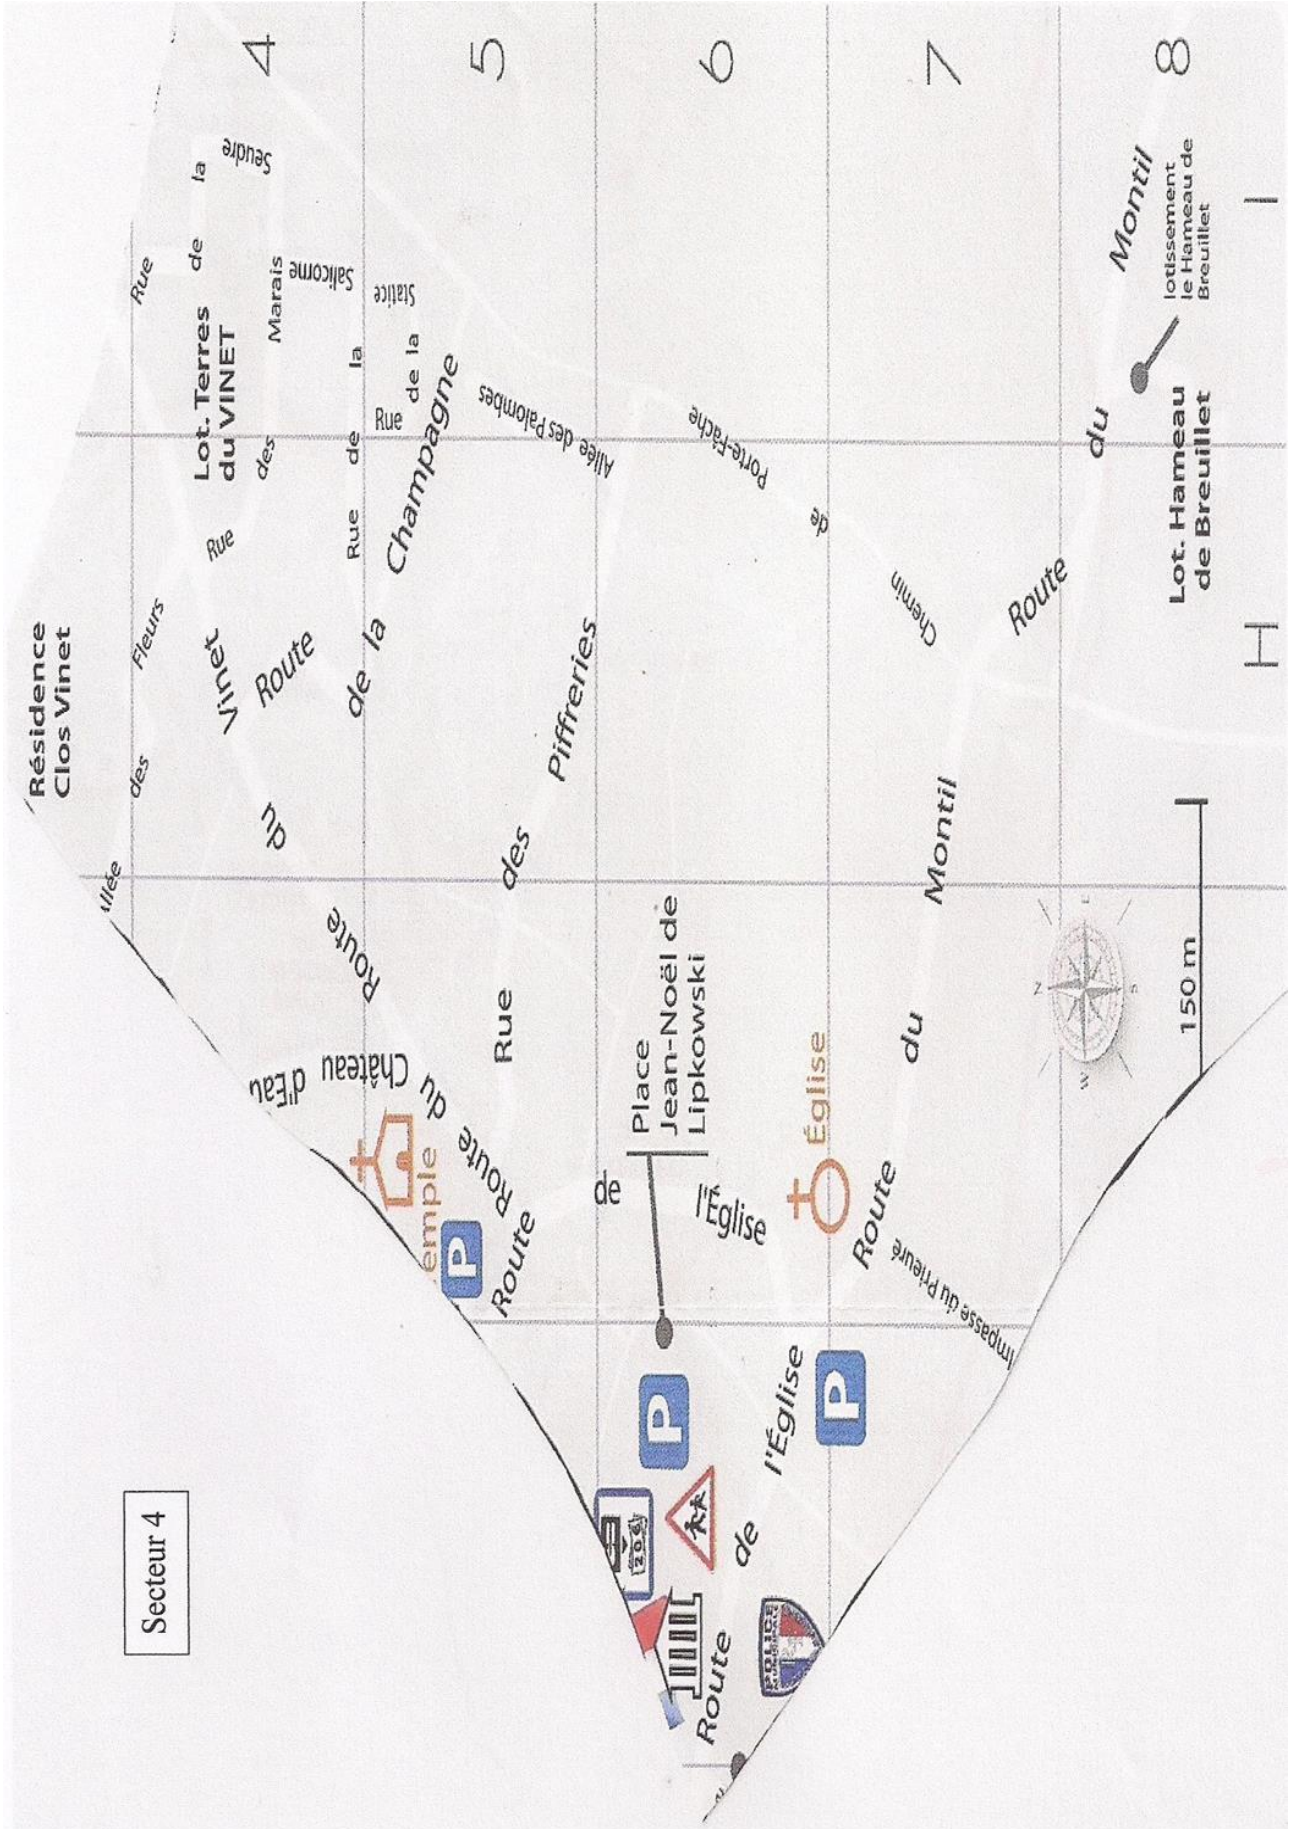 Secteur 4
Résidence
Clos Vinet
Allée
des
Fleurs
Rue
Lot. Terres
du VINET
Rue
de
la
Seudre
Vinet
du
Route
Rue
des
Marais
Route
de la
Champagne
Rue
de
la
Salicorne
Rue
de la
Statice
4
5
6
7
8
H
I
Route
du
Château
d'Eau
emple
P
Route
de
l'Église
Rue
des
Piffreries
Allée des Palombes
Place
Jean-Noël de
Lipkowski
P
Chemin
de
Porte-Fâche
Église
P
Route
de
l'Église
POLICE
MUNICIPALE
Impasse du Prieuré
Route
du
Montil
Route
du
Montil
Lot. Hameau
de Breuillet
lotissement
le Hameau de
Breuillet
150 m